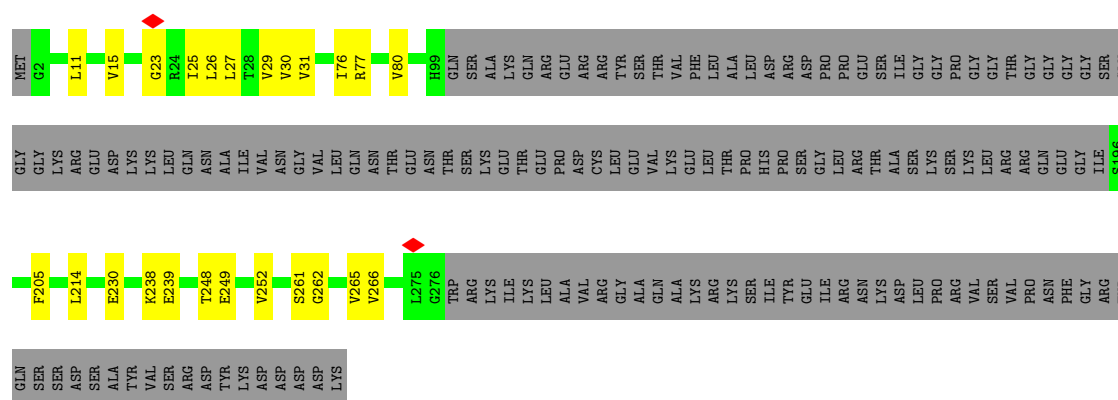 MET G2 L11 V15 G23 R24 I25 L26 L27 T28 V29 V30 V31 I76 R77 V80 H99 GLN SER ALA LYS GLN ARG GLU ARG ARG TYR SER THR VAL PHE LEU ALA LEU ASP ARG ASP PRO PRO GLU SER ILE GLY GLY PRO GLY GLY THR GLY GLY GLY GLY SER
GLY GLY LYS ARG GLU ASP LYS LYS LEU GLN ASN ALA ILE VAL ASN GLY VAL LEU GLN ASN THR GLU ASN THR SER LYS GLU THR GLU PRO ASP CYS LEU GLU VAL LYS GLU LEU THR PRO HIS PRO SER GLY LEU ARG THR ALA SER LYS SER LYS LEU ARG ARG GLN GLU GLY ILE S196
F205 L214 E230 K238 E239 T248 E249 V252 S261 G262 V265 V266 L275 G276 TRP ARG LYS ILE LYS LEU ALA VAL ARG GLY ALA GLN ALA LYS ARG LYS SER ILE TYR GLU ILE ARG ASN LYS ASP LEU PRO ARG VAL SER VAL PRO ASN PHE GLY ARG
GLN SER SER ASP SER ALA TYR VAL SER ARG ASP TYR LYS ASP ASP ASP ASP LYS